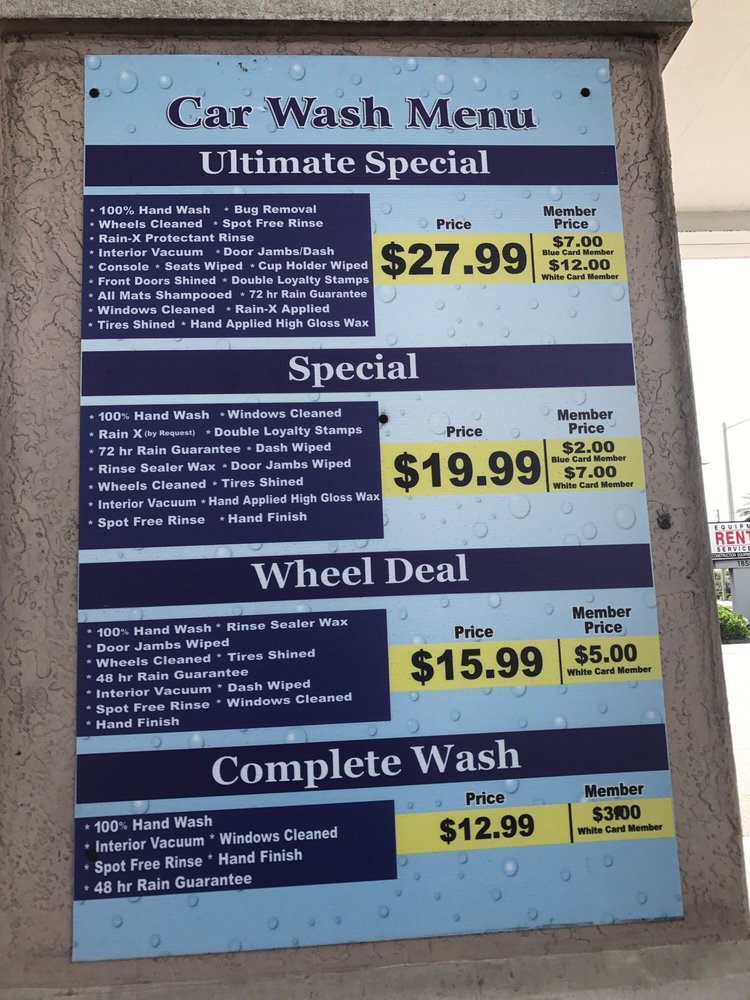 Car Wash Menu
Ultimate Special
* 100% Hand Wash * Bug Removal
* Wheels Cleaned * Spot Free Rinse
* Rain-X Protectant Rinse
* Interior Vacuum * Door Jambs/Dash
* Console * Seats Wiped * Cup Holder Wiped
* Front Doors Shined * Double Loyalty Stamps
* All Mats Shampooed * 72 hr Rain Guarantee
* Windows Cleaned * Rain-X Applied
* Tires Shined * Hand Applied High Gloss Wax
Price
$27.99
Member
Price
$7.00
Blue Card Member
$12.00
White Card Member
Special
* 100% Hand Wash * Windows Cleaned
* Rain X (by Request) * Double Loyalty Stamps
* 72 hr Rain Guarantee * Dash Wiped
* Rinse Sealer Wax * Door Jambs Wiped
* Wheels Cleaned * Tires Shined
* Interior Vacuum * Hand Applied High Gloss Wax
* Spot Free Rinse * Hand Finish
Price
$19.99
Member
Price
$2.00
Blue Card Member
$7.00
White Card Member
Wheel Deal
* 100% Hand Wash * Rinse Sealer Wax
* Door Jambs Wiped
* Wheels Cleaned * Tires Shined
* 48 hr Rain Guarantee
* Interior Vacuum * Dash Wiped
* Spot Free Rinse * Windows Cleaned
* Hand Finish
Price
$15.99
Member
Price
$5.00
White Card Member
Complete Wash
* 100% Hand Wash
* Interior Vacuum * Windows Cleaned
* Spot Free Rinse * Hand Finish
* 48 hr Rain Guarantee
Price
$12.99
Member
$3.00
White Card Member
RENT